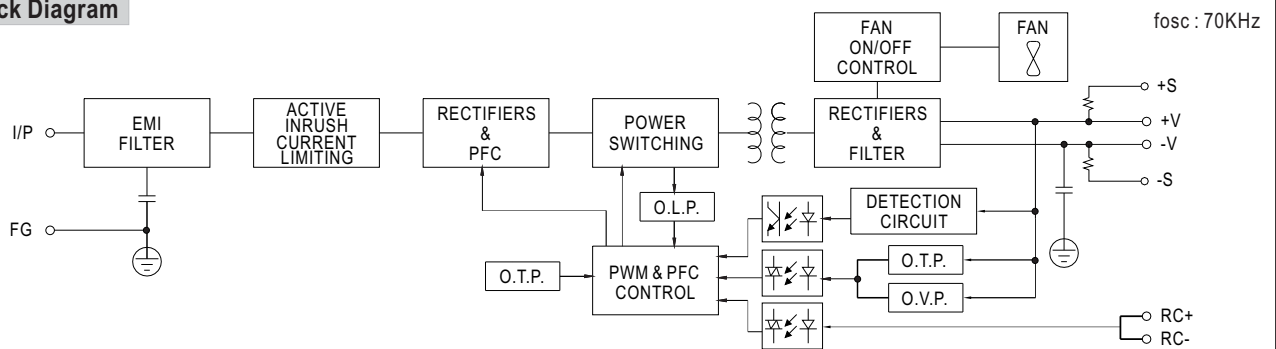 ck Diagram
fosc : 70KHz
FAN
ON/OFF
CONTROL
FAN
I/P
EMI
FILTER
ACTIVE
INRUSH
CURRENT
LIMITING
RECTIFIERS
&
PFC
POWER
SWITCHING
RECTIFIERS
&
FILTER
+S
+V
-V
-S
FG
O.L.P.
DETECTION
CIRCUIT
O.T.P.
PWM & PFC
CONTROL
O.T.P.
O.V.P.
RC+
RC-